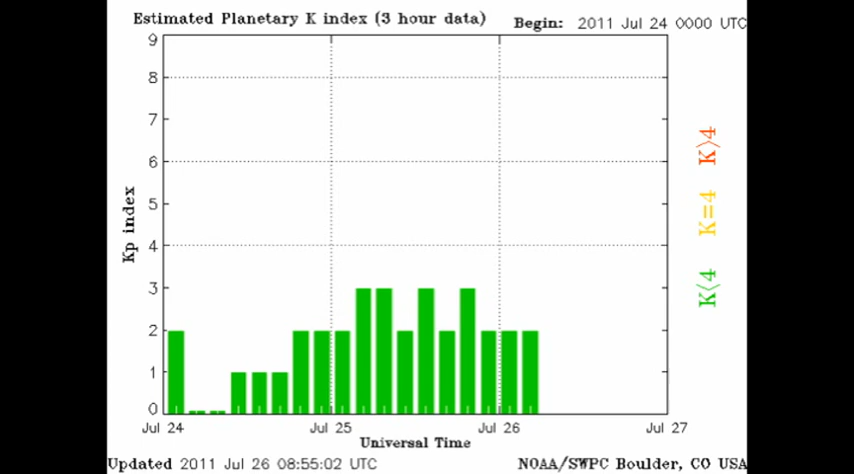 Estimated Planetary K index (3 hour data)
Begin: 2011 Jul 24 0000 UTC
9
8
7
6
5
4
3
2
1
0
Kp index
K>4
K=4
K<4
Jul 24 Jul 25 Jul 26 Jul 27
Universal Time
Updated 2011 Jul 26 08:55:02 UTC
NOAA/SWPC Boulder, CO USA